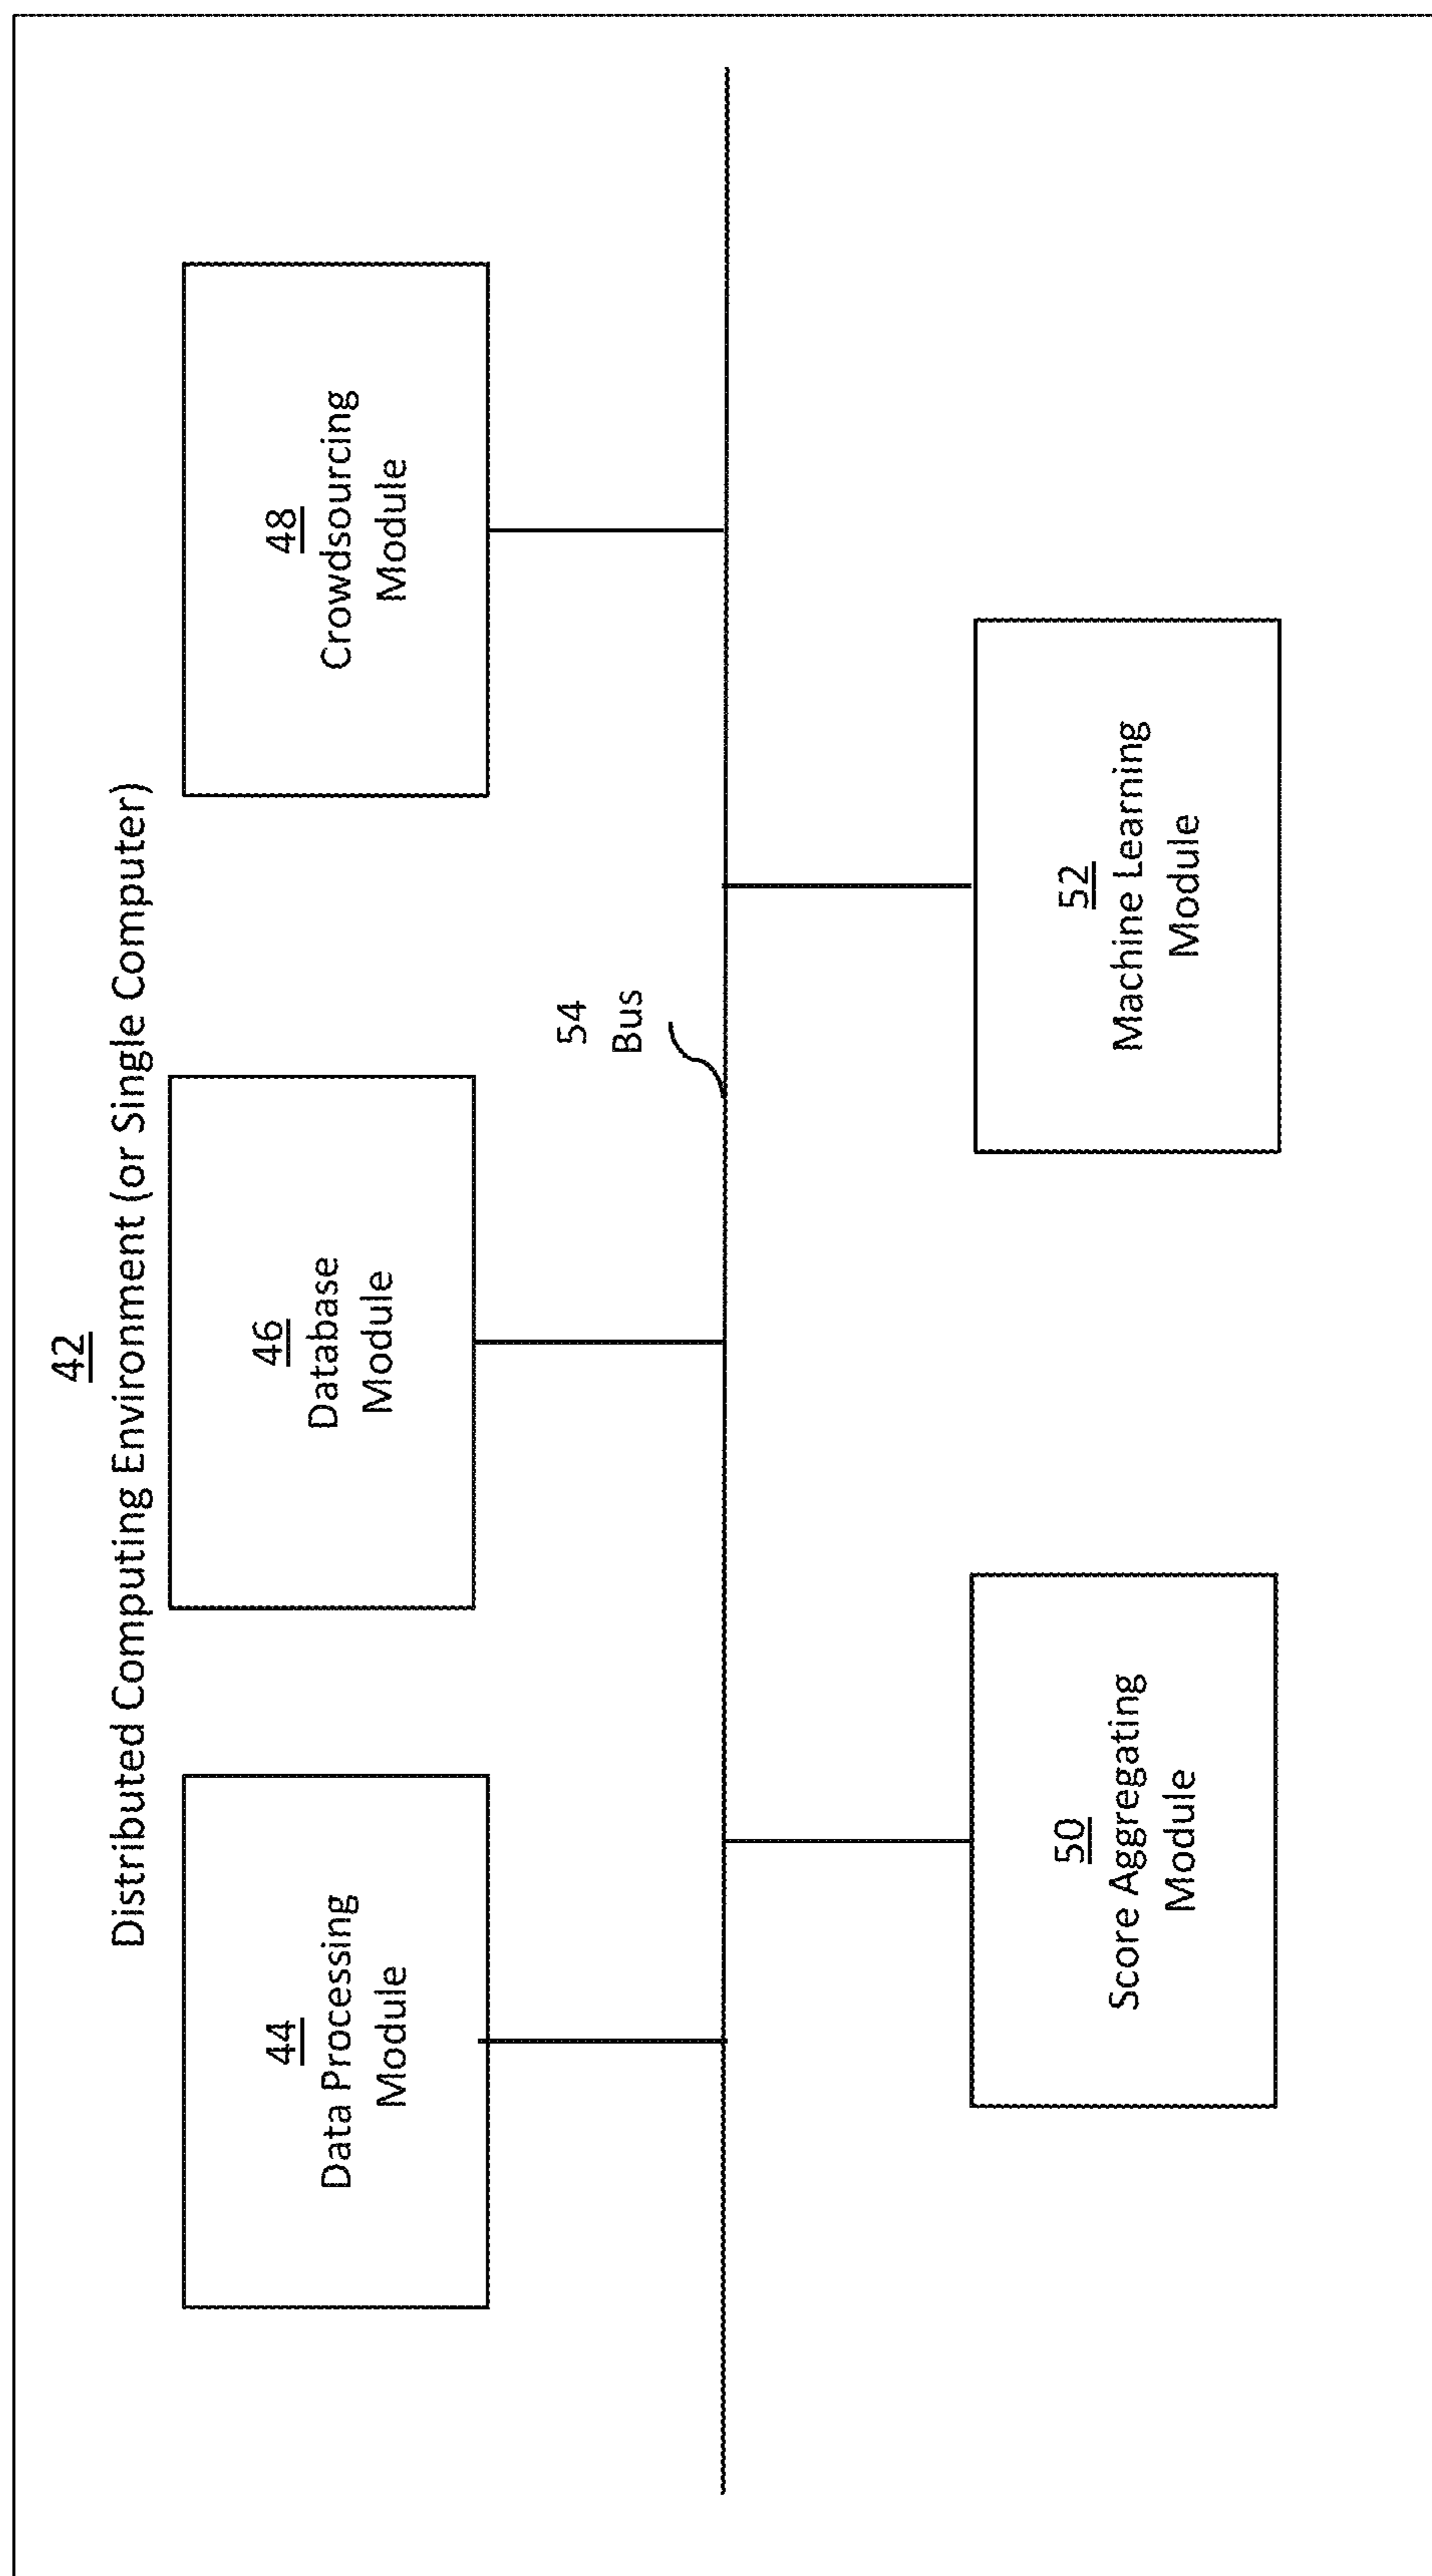 42
Distributed Computing Environment (or Single Computer)
44
Data Processing
Module
46
Database
Module
48
Crowdsourcing
Module
54
Bus
50
Score Aggregating
Module
52
Machine Learning
Module